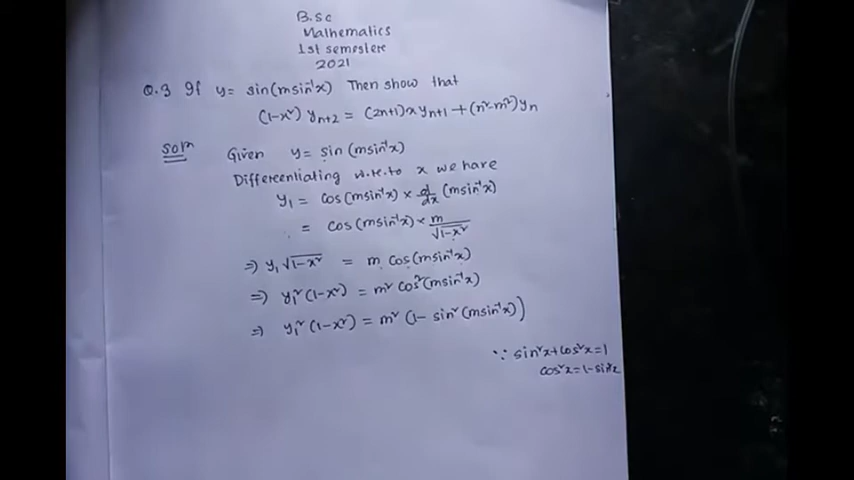 B.Sc
Mathematics
1st semestere
2021
Q.3 If y = sin(msin⁻¹x) Then show that
(1-x²) yₙ₊₂ = (2n+1)x yₙ₊₁ + (n²-m²)yₙ
Solⁿ Given y = sin (msin⁻¹x)
Differentiating w.r.to x we have
y₁ = cos(msin⁻¹x) × d/dx (msin⁻¹x)
= cos(msin⁻¹x) × m/√1-x²
⇒ y₁ √1-x² = m cos(msin⁻¹x)
⇒ y₁² (1-x²) = m² cos²(msin⁻¹x)
⇒ y₁² (1-x²) = m² (1- sin² (msin⁻¹x))
∵ sin²x+cos²x=1
cos²x=1-sin²x